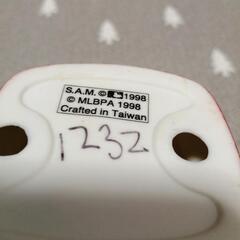 S.A.M. © 1998
© MLBPA 1998
Crafted in Taiwan
1232